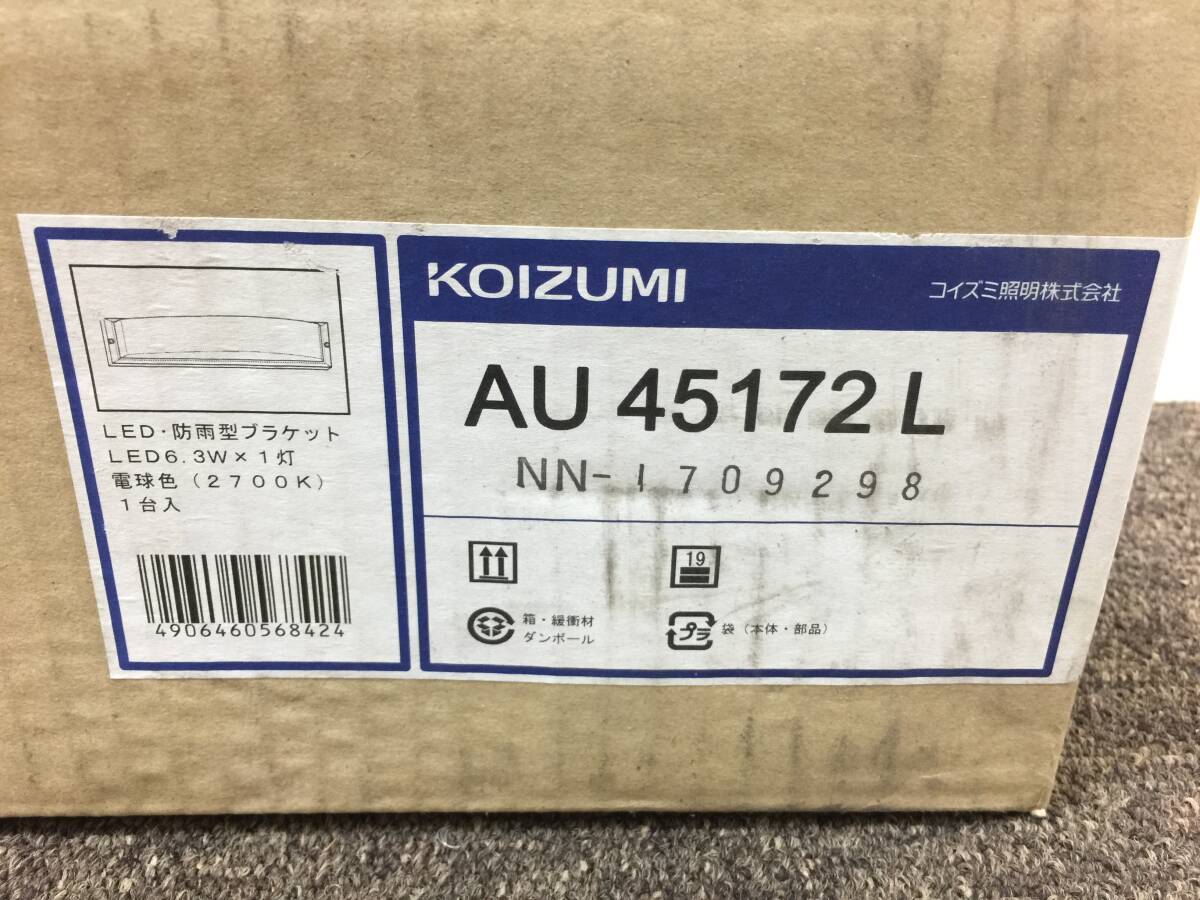 LED・防雨型ブラケット
LED6.3W×1灯
電球色(2700K)
1台入
4906460568424
KOIZUMI
コイズミ照明株式会社
AU 45172 L
NN-1709298
19
箱・緩衝材
ダンボール
プラ
袋(本体・部品)